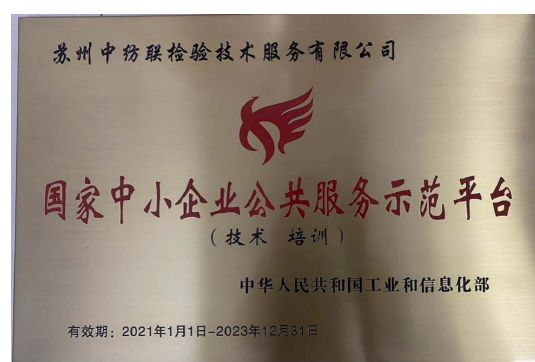 苏州中纺联检验技术服务有限公司
国家中小企业公共服务示范平台
（技术 培训）
中华人民共和国工业和信息化部
有效期：2021年1月1日-2023年12月31日